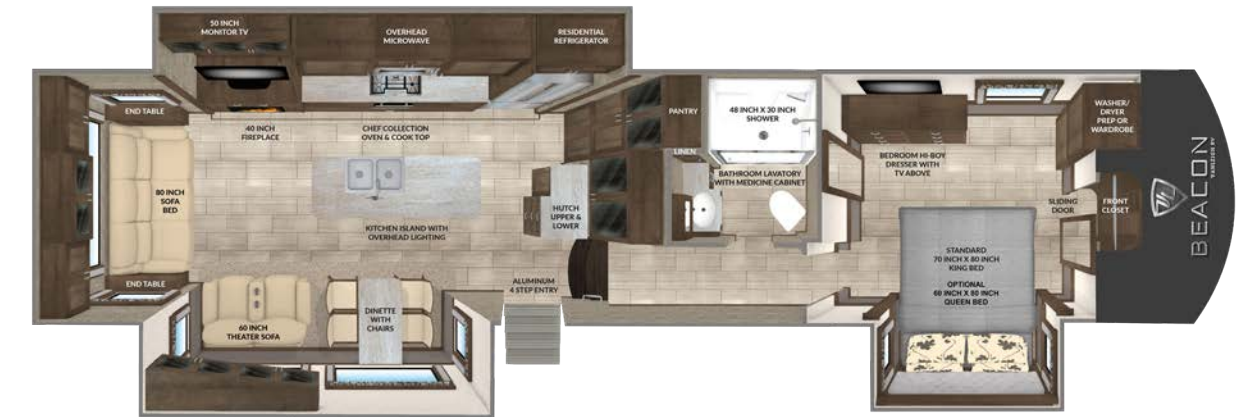 50 INCH
MONITOR TV
OVERHEAD
MICROWAVE
RESIDENTIAL
REFRIGERATOR
END TABLE
40 INCH
FIREPLACE
CHEF COLLECTION
OVEN & COOK TOP
PANTRY
48 INCH X 30 INCH
SHOWER
WASHER/
DRYER
PREP OR
WARDROBE
LINEN
BATHROOM LAVATORY
WITH MEDICINE CABINET
BEDROOM HI-BOY
DRESSER WITH
TV ABOVE
80 INCH
SOFA
BED
HUTCH
UPPER &
LOWER
SLIDING
DOOR
FRONT
CLOSET
KITCHEN ISLAND WITH
OVERHEAD LIGHTING
STANDARD
70 INCH X 80 INCH
KING BED
OPTIONAL
60 INCH X 80 INCH
QUEEN BED
END TABLE
ALUMINUM
4 STEP ENTRY
60 INCH
THEATER SOFA
DINETTE
WITH
CHAIRS
BEACON
VANLEIGH RV